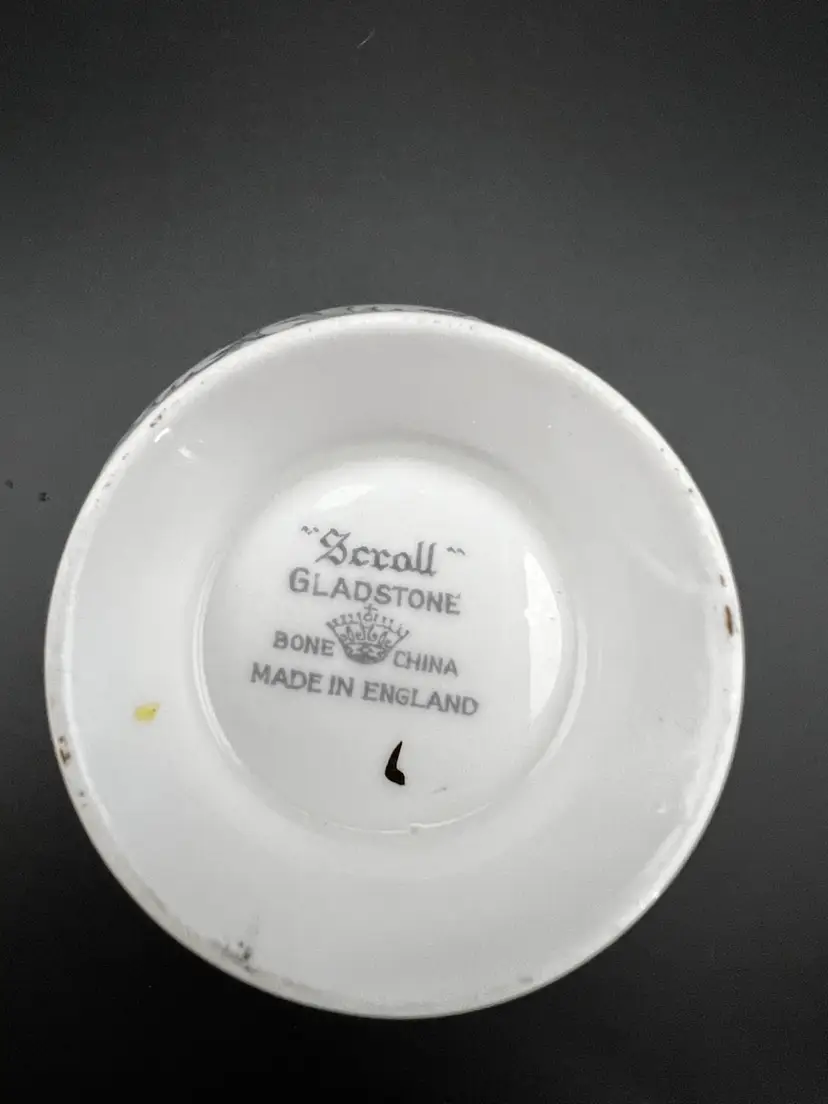 "Scroll"
GLADSTONE
BONE CHINA
MADE IN ENGLAND